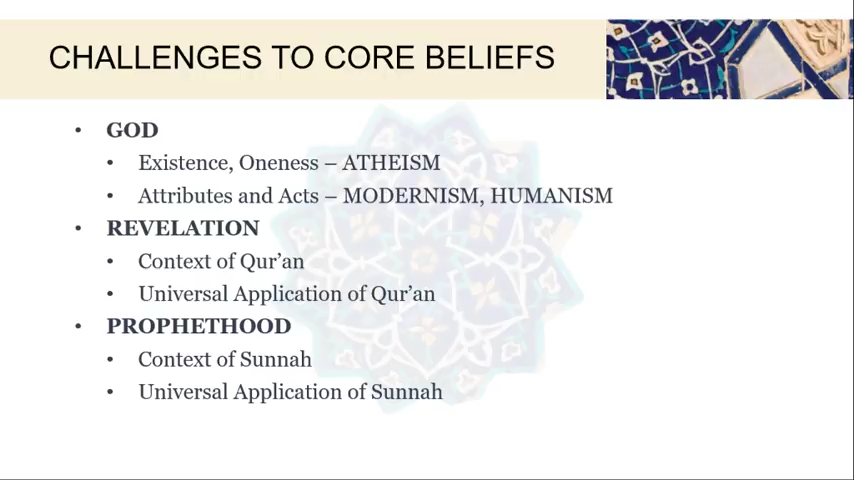 CHALLENGES TO CORE BELIEFS
• GOD
• Existence, Oneness – ATHEISM
• Attributes and Acts – MODERNISM, HUMANISM
• REVELATION
• Context of Qur’an
• Universal Application of Qur’an
• PROPHETHOOD
• Context of Sunnah
• Universal Application of Sunnah